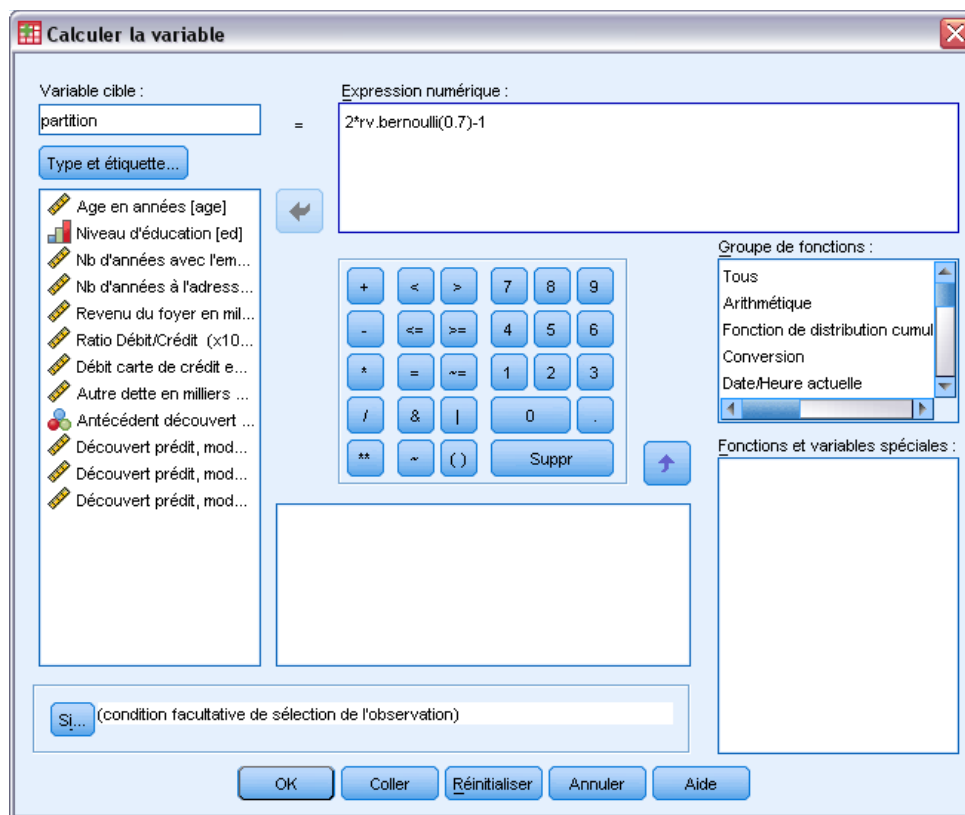 Calculer la variable
Variable cible :
partition
=
Expression numérique :
2*rv.bernoulli(0.7)-1
Type et étiquette...
Age en années [age]
Niveau d'éducation [ed]
Nb d'années avec l'em...
Nb d'années à l'adress...
Revenu du foyer en mil...
Ratio Débit/Crédit (x10...
Débit carte de crédit e...
Autre dette en milliers ...
Antécédent découvert ...
Découvert prédit, mod...
Découvert prédit, mod...
Découvert prédit, mod...
+ < > 7 8 9
- <= >= 4 5 6
* = ~= 1 2 3
/ & | 0 .
** ~ ( ) Suppr
Groupe de fonctions :
Tous
Arithmétique
Fonction de distribution cumul
Conversion
Date/Heure actuelle
Fonctions et variables spéciales :
Si... (condition facultative de sélection de l'observation)
OK Coller Réinitialiser Annuler Aide